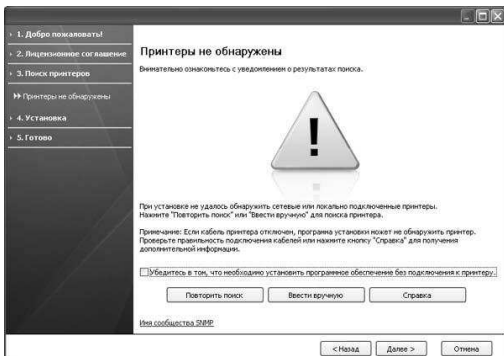 1. Добро пожаловать!
2. Лицензионное соглашение
3. Поиск принтеров
Принтеры не обнаружены
4. Установка
5. Готово
Принтеры не обнаружены
Внимательно ознакомьтесь с уведомлением о результатах поиска.
При установке не удалось обнаружить сетевые или локально подключенные принтеры.
Нажмите "Повторить поиск" или "Ввести вручную" для поиска принтера.
Примечание: Если кабель принтера отключен, программа установки может не обнаружить принтер.
Проверьте правильность подключения кабелей или нажмите кнопку "Справка" для получения
дополнительной информации.
Убедитесь в том, что необходимо установить программное обеспечение без подключения к принтеру.
Повторить поиск
Ввести вручную
Справка
Имя сообщества SNMP
< Назад
Далее >
Отмена